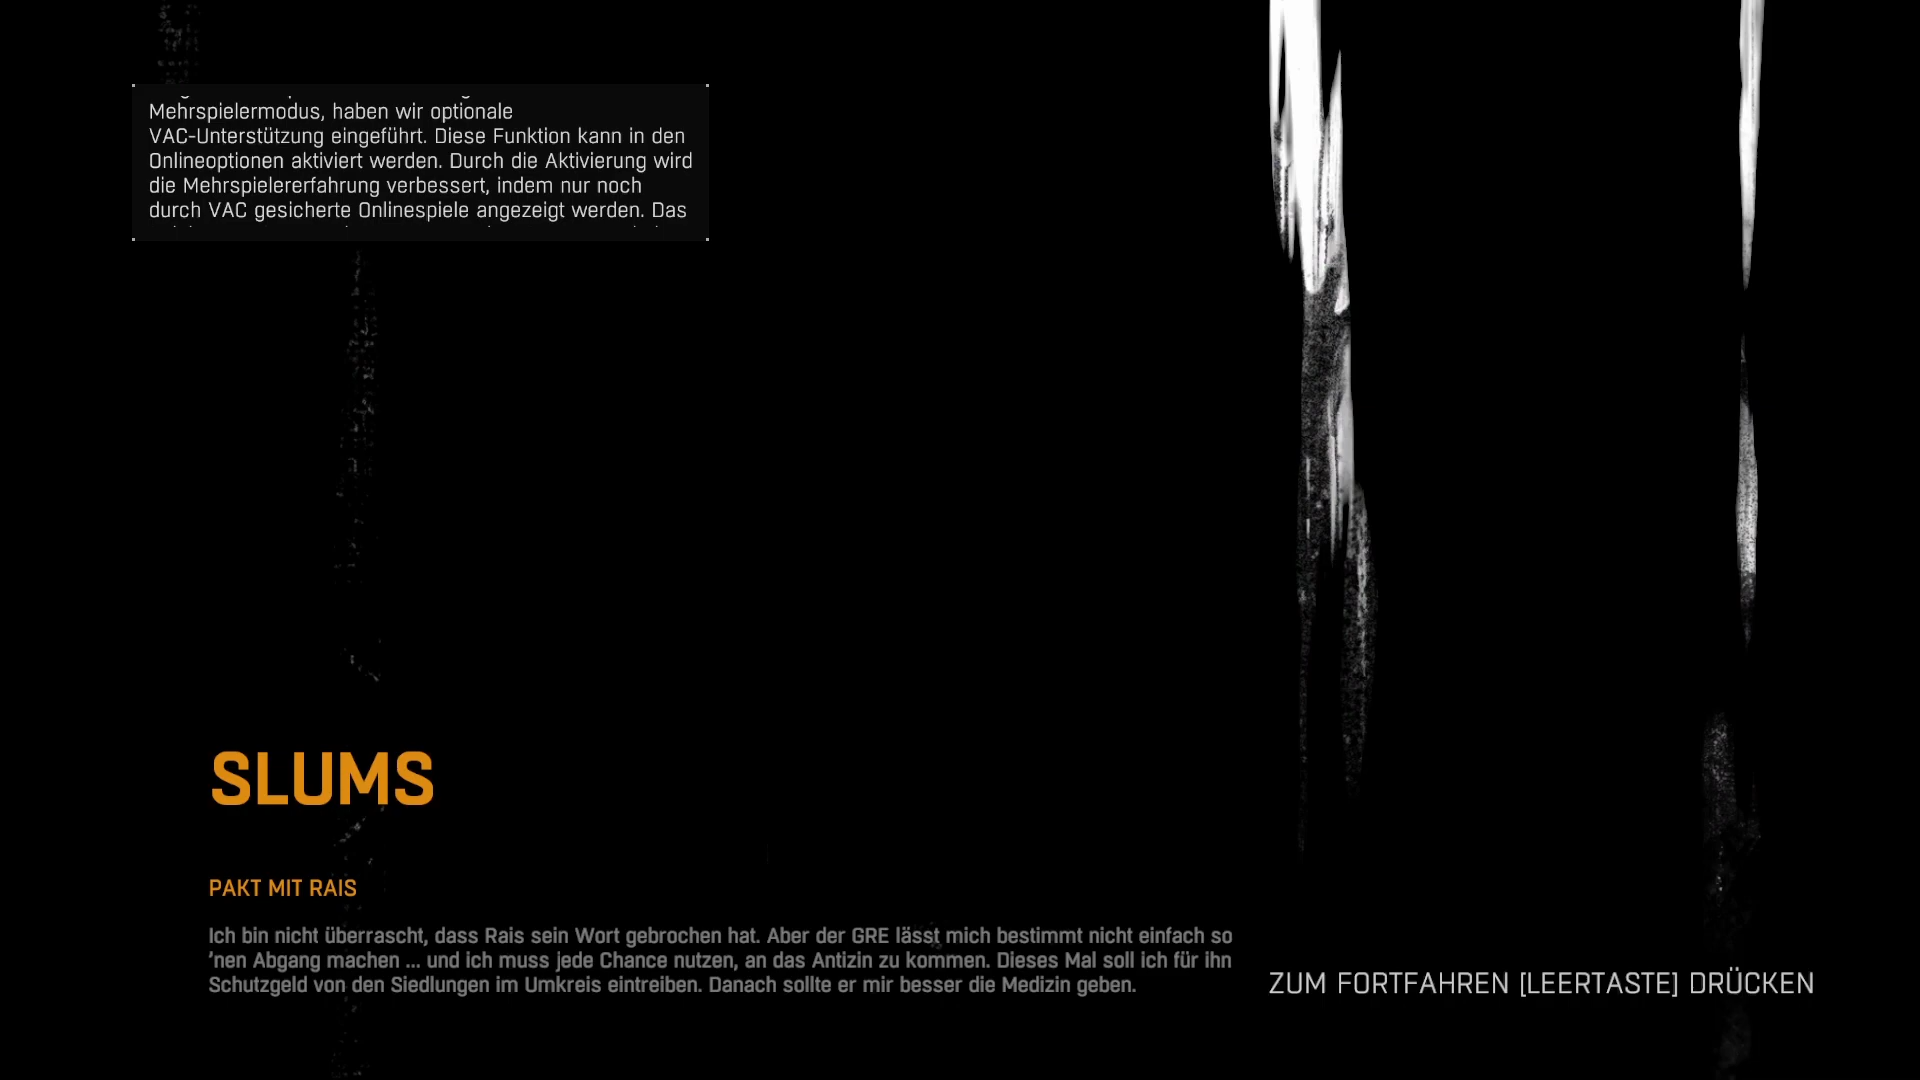 Mehrspielermodus, haben wir optionale
VAC-Unterstützung eingeführt. Diese Funktion kann in den
Onlineoptionen aktiviert werden. Durch die Aktivierung wird
die Mehrspielererfahrung verbessert, indem nur noch
durch VAC gesicherte Onlinespiele angezeigt werden. Das
SLUMS
PAKT MIT RAIS
Ich bin nicht überrascht, dass Rais sein Wort gebrochen hat. Aber der GRE lässt mich bestimmt nicht einfach so
'nen Abgang machen ... und ich muss jede Chance nutzen, an das Antizin zu kommen. Dieses Mal soll ich für ihn
Schutzgeld von den Siedlungen im Umkreis eintreiben. Danach sollte er mir besser die Medizin geben.
ZUM FORTFAHREN [LEERTASTE] DRÜCKEN